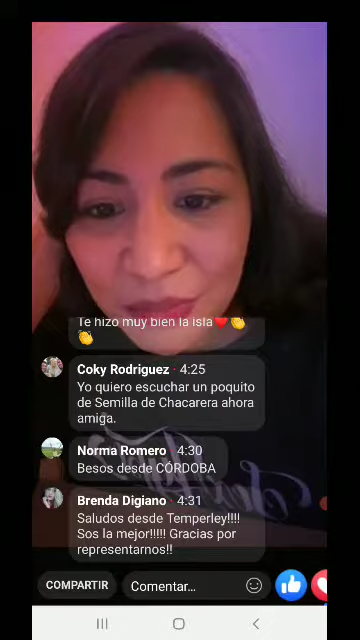 Te hizo muy bien la isla❤️👏
👏
Coky Rodriguez 4:25
Yo quiero escuchar un poquito
de Semilla de Chacarera ahora
amiga.
Norma Romero 4:30
Besos desde CÓRDOBA
Brenda Digiano 4:31
Saludos desde Temperley!!!!
Sos la mejor!!!!! Gracias por
representarnos!!
COMPARTIR Comentar...